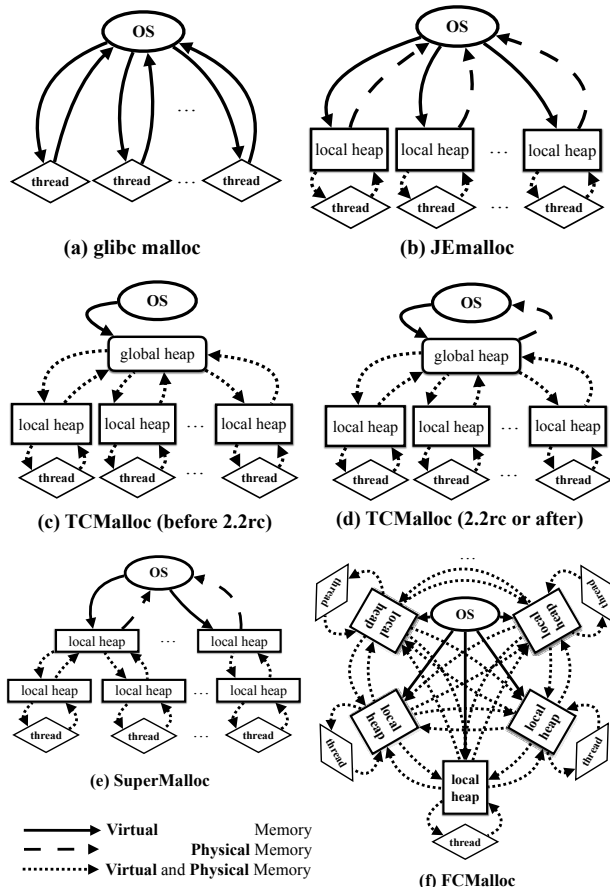 OS
...
thread
thread
...
thread
(a) glibc malloc
OS
local heap
local heap
...
local heap
thread
thread
...
thread
(b) JEmalloc
OS
global heap
local heap
local heap
...
local heap
thread
thread
...
thread
(c) TCMalloc (before 2.2rc)
OS
global heap
local heap
local heap
...
local heap
thread
thread
...
thread
(d) TCMalloc (2.2rc or after)
OS
local heap
...
local heap
local heap
local heap
...
local heap
thread
thread
...
thread
(e) SuperMalloc
...
thread
local
heap
OS
local
heap
thread
thread
local
heap
local
heap
thread
local
heap
thread
(f) FCMalloc
Virtual Memory
Physical Memory
Virtual and Physical Memory